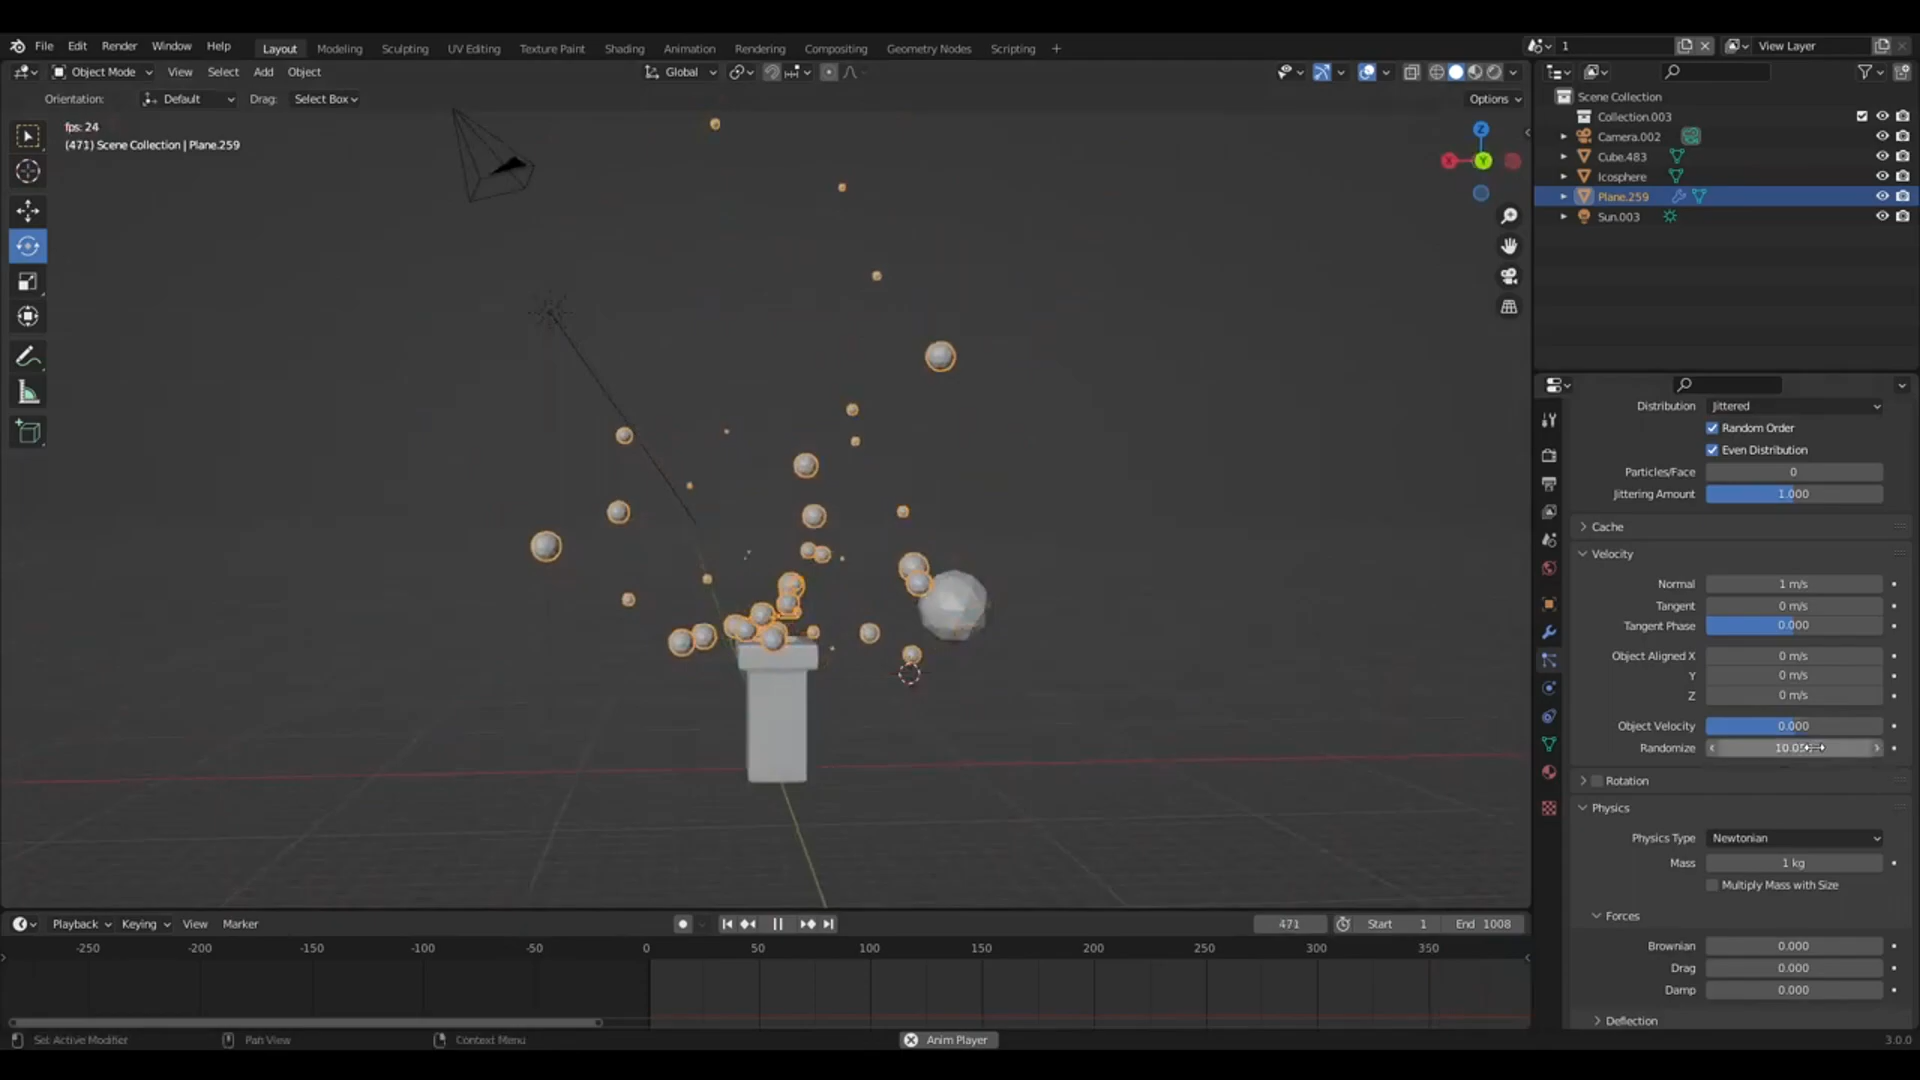 File Edit Render Window Help Layout Modeling Sculpting UV Editing Texture Paint Shading Animation Rendering Compositing Geometry Nodes Scripting + 1 View Layer
Object Mode View Select Add Object Global
Orientation: Default Drag: Select Box Options
fps: 24
(471) Scene Collection | Plane.259
Z
X
Y
Scene Collection
Collection.003
Camera.002
Cube.483
Icosphere
Plane.259
Sun.003
Distribution Jittered
Random Order
Even Distribution
Particles/Face 0
Jittering Amount 1.000
Cache
Velocity
Normal 1 m/s
Tangent 0 m/s
Tangent Phase 0.000
Object Aligned X 0 m/s
Y 0 m/s
Z 0 m/s
Object Velocity 0.000
Randomize
Rotation
Physics
Physics Type Newtonian
Mass 1 kg
Multiply Mass with Size
Forces
Brownian 0.000
Drag 0.000
Damp 0.000
Deflection
Playback Keying View Marker 471 Start 1 End 1008
-250 -200 -150 -100 -50 0 50 100 150 200 250 300 350
Set Active Modifier Pan View Context Menu Anim Player 3.0.0